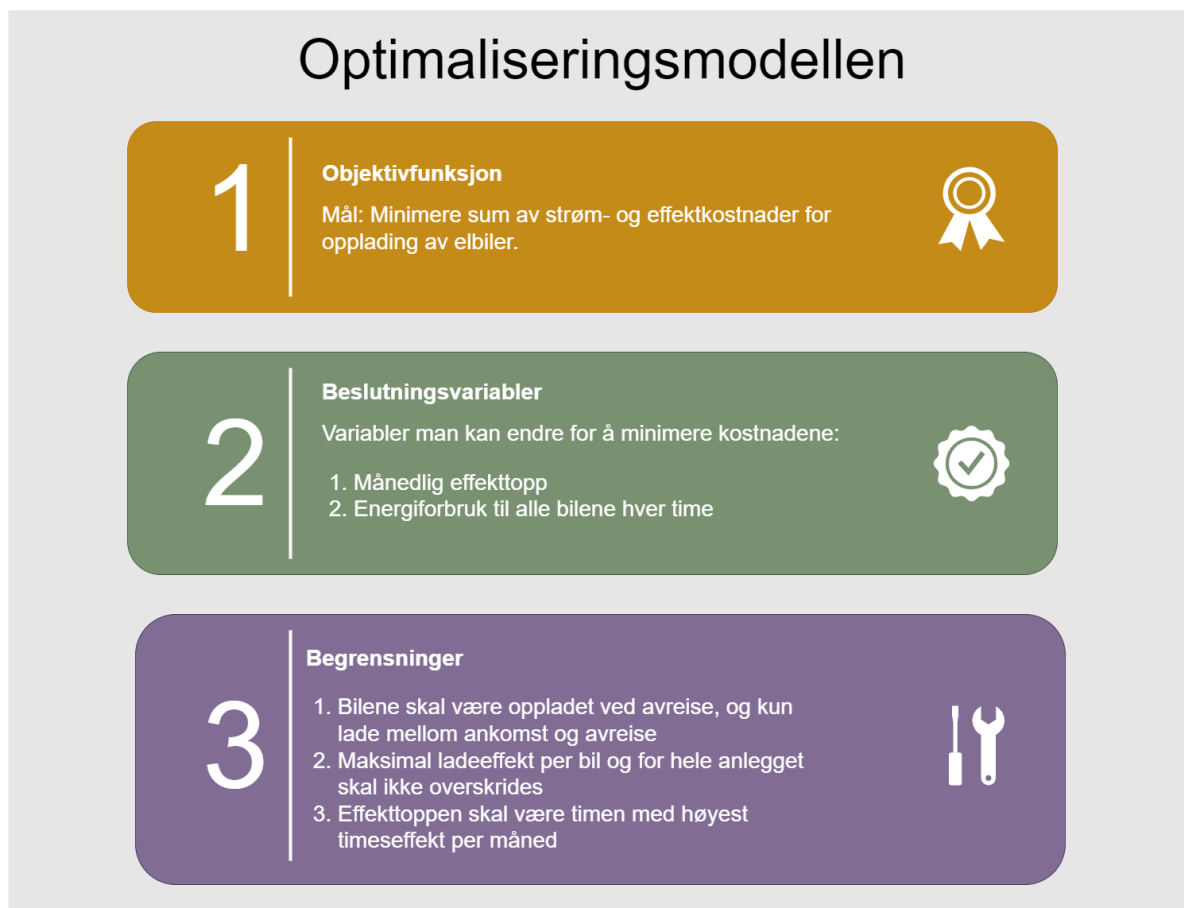 Optimaliseringsmodellen
1
Objektivfunksjon
Mål: Minimere sum av strøm- og effektkostnader for
opplading av elbiler.
2
Beslutningsvariabler
Variabler man kan endre for å minimere kostnadene:
1. Månedlig effekttopp
2. Energiforbruk til alle bilene hver time
3
Begrensninger
1. Bilene skal være oppladet ved avreise, og kun
lade mellom ankomst og avreise
2. Maksimal ladeeffekt per bil og for hele anlegget
skal ikke overskrides
3. Effekttoppen skal være timen med høyest
timeseffekt per måned